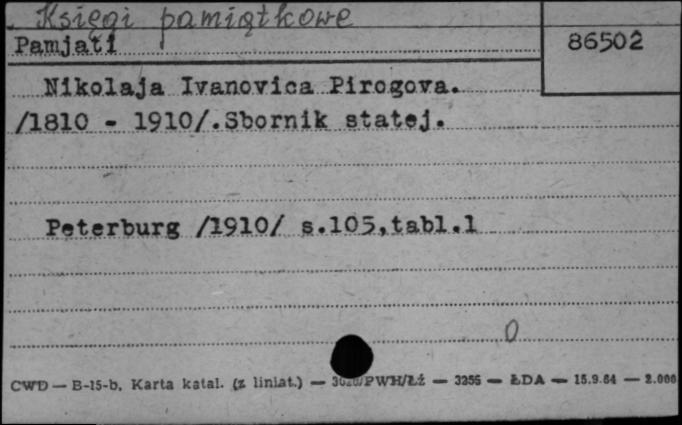 Księgi pamiątkowe
Pamjati
86502
Nikolaja Ivanovica Pirogova.
/1810 - 1910/.Sbornik statej.
Peterburg /1910/ s.105,tabl.1
0
CWD — B-15-b, Karta katal. (z liniat.) — /PWH/Łź — 3256 — ŁDA — 15.9.64 — 2.000